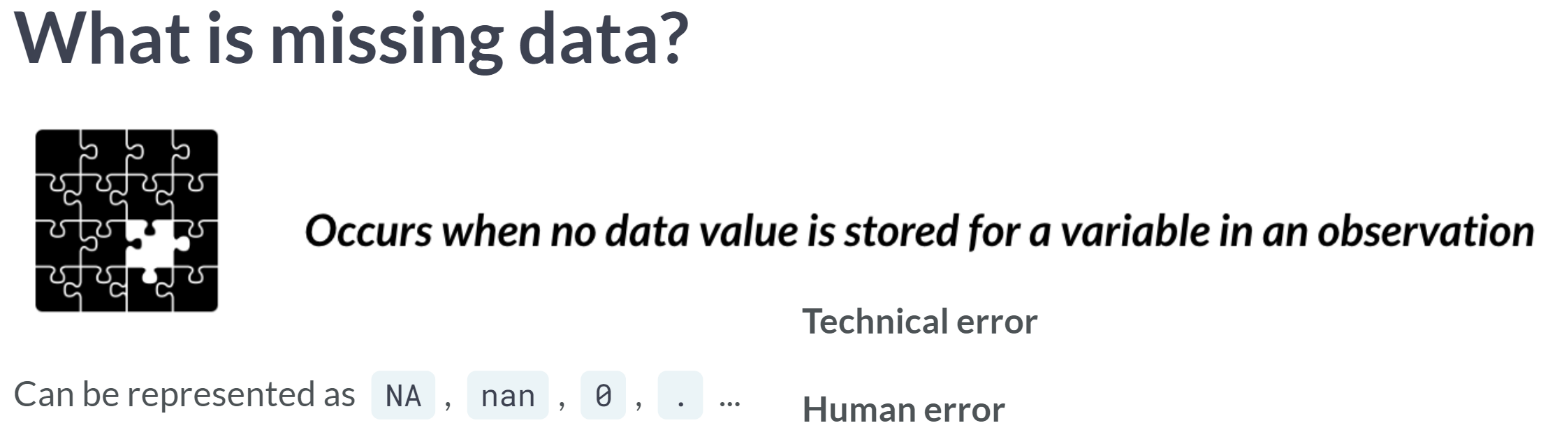 What is missing data?
Occurs when no data value is stored for a variable in an observation
Can be represented as NA , nan , 0 , . ...
Technical error
Human error